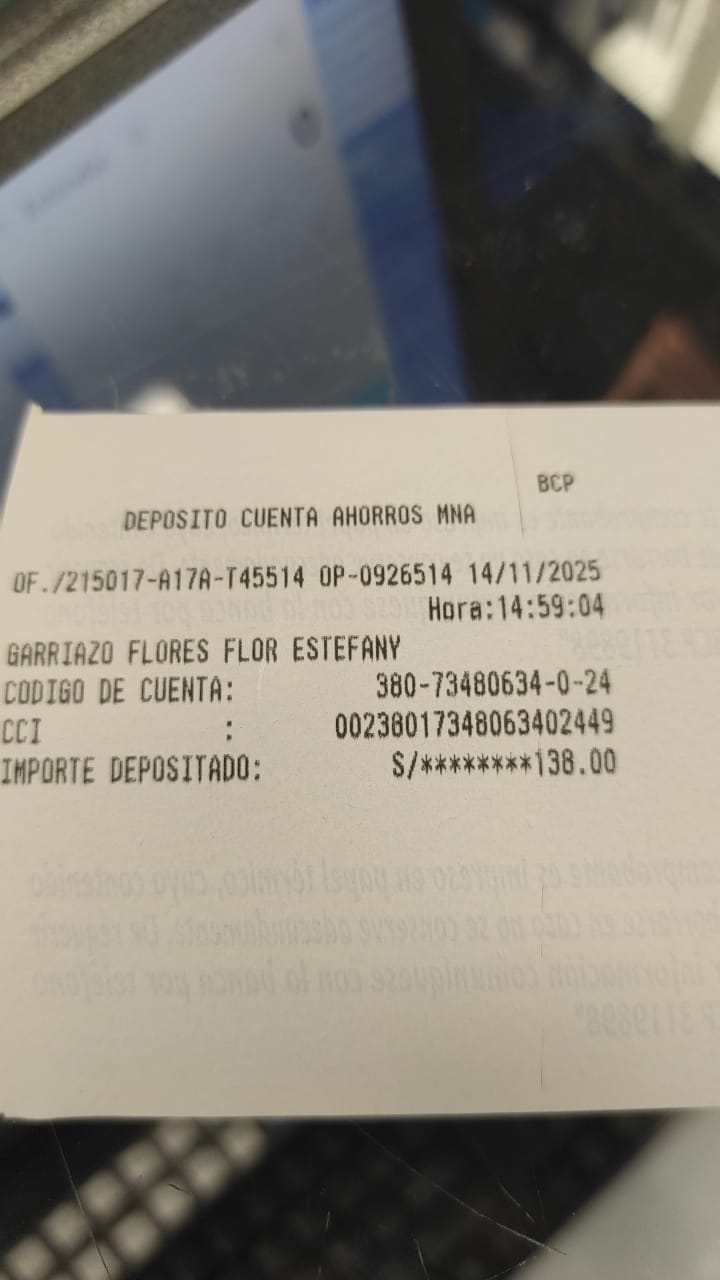 BCP
DEPOSITO CUENTA AHORROS MNA
OF./215017-A17A-T45514 OP-0926514 14/11/2025
Hora:14:59:04
GARRIAZO FLORES FLOR ESTEFANY
CODIGO DE CUENTA: 380-73480634-0-24
CCI : 00238017348063402449
IMPORTE DEPOSITADO: S/********138.00